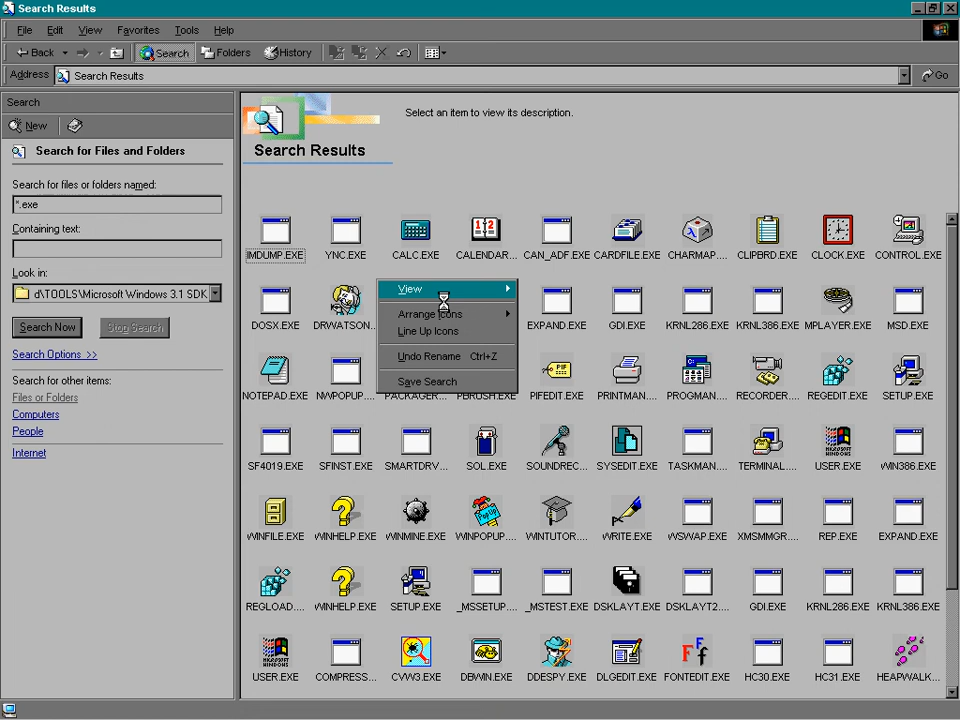 Search Results
File Edit View Favorites Tools Help
Back Search Folders History
Address Search Results Go
Search
New
Search for Files and Folders
Search for files or folders named:
*.exe
Containing text:
Look in:
d\TOOLS\Microsoft Windows 3.1 SDK
Search Now Stop Search
Search Options >>
Search for other items:
Files or Folders
Computers
People
Internet
Select an item to view its description.
Search Results
IMDUMP.EXE YNC.EXE CALC.EXE CALENDAR... CAN_ADF.EXE CARDFILE.EXE CHARMAP.... CLIPBRD.EXE CLOCK.EXE CONTROL.EXE
DOSX.EXE DRWATSON... EXPAND.EXE GDI.EXE KRNL286.EXE KRNL386.EXE MPLAYER.EXE MSD.EXE
View
Arrange Icons
Line Up Icons
Undo Rename Ctrl+Z
Save Search
NOTEPAD.EXE NWPOPUP.... PACKAGER... PBRUSH.EXE PIFEDIT.EXE PRINTMAN.... PROGMAN.... RECORDER.... REGEDIT.EXE SETUP.EXE
SF4019.EXE SFINST.EXE SMARTDRV... SOL.EXE SOUNDREC... SYSEDIT.EXE TASKMAN.... TERMINAL.... USER.EXE WIN386.EXE
WINFILE.EXE WINHELP.EXE WINMINE.EXE WINPOPUP.... WINTUTOR.... WRITE.EXE WSWAP.EXE XMSMMGR.... REP.EXE EXPAND.EXE
REGLOAD.... WINHELP.EXE SETUP.EXE _MSSETUP.... _MSTEST.EXE DSKLAYT.EXE DSKLAYT2.... GDI.EXE KRNL286.EXE KRNL386.EXE
USER.EXE COMPRESS.... CVW3.EXE DBWIN.EXE DDESPY.EXE DLGEDIT.EXE FONTEDIT.EXE HC30.EXE HC31.EXE HEAPWALK....